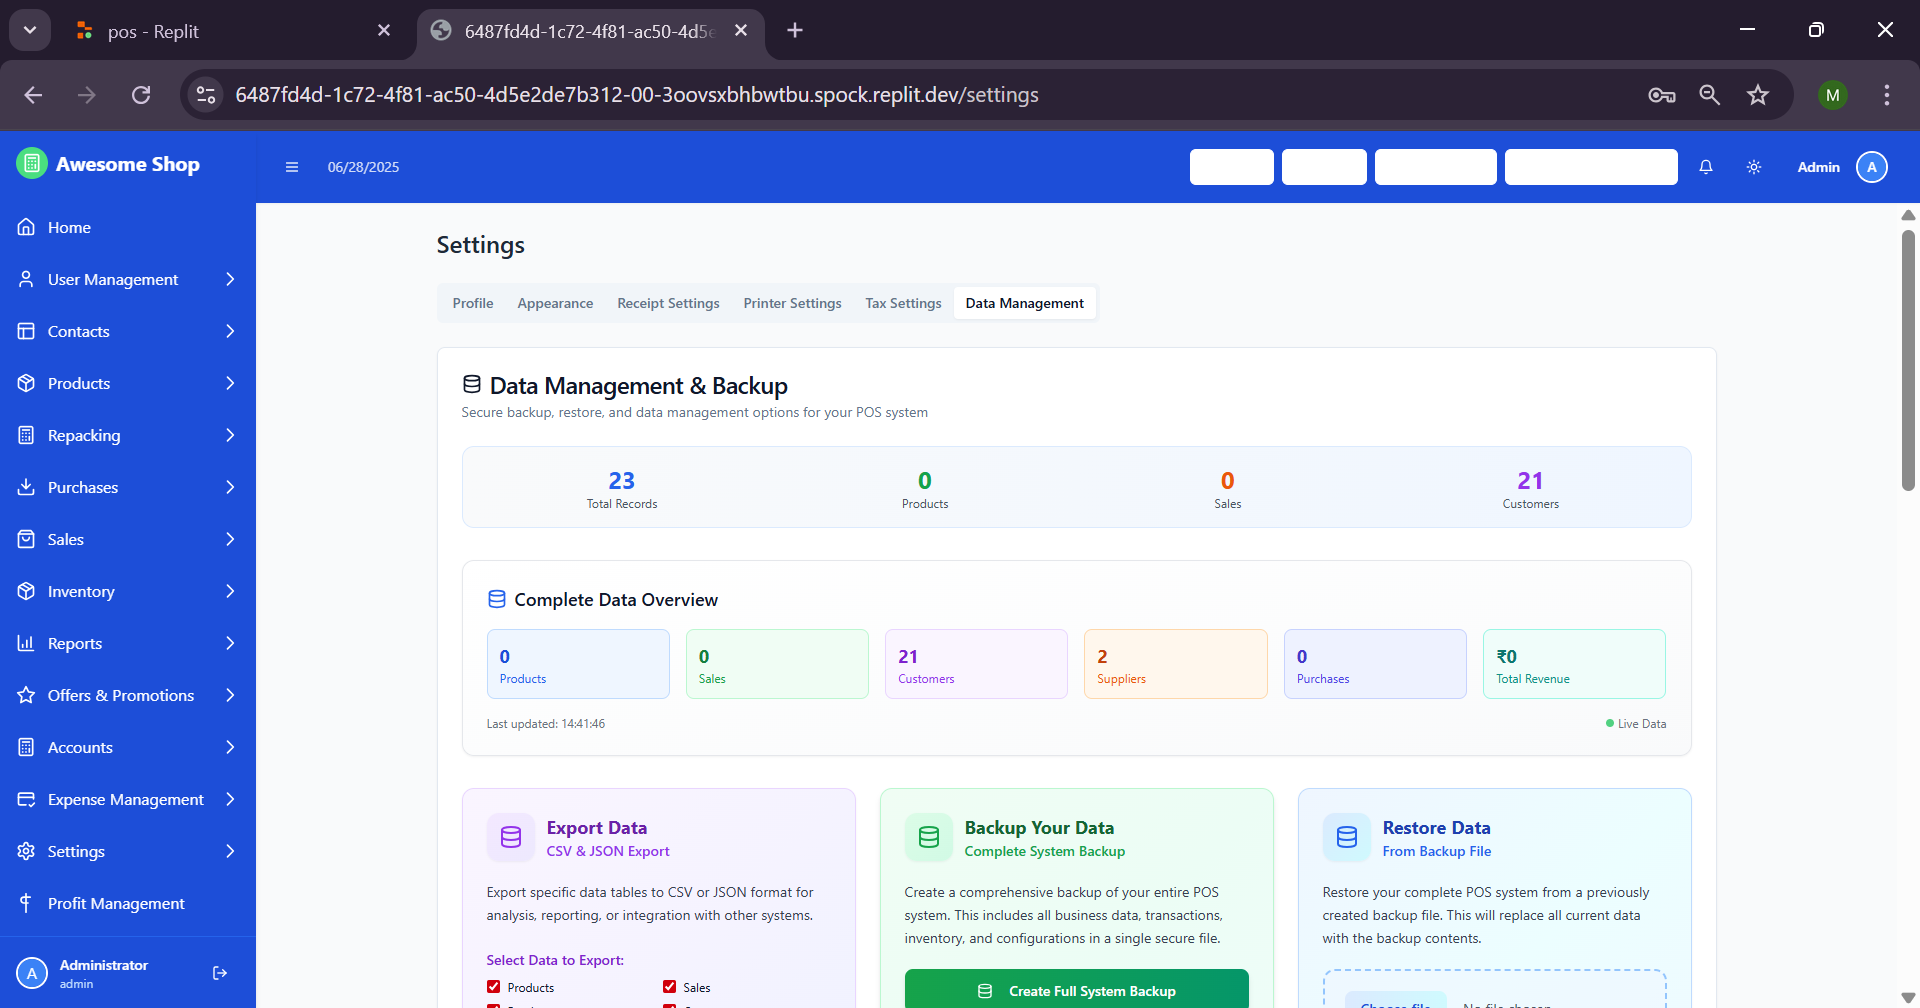 pos - Replit
6487fd4d-1c72-4f81-ac50-4d5e
6487fd4d-1c72-4f81-ac50-4d5e2de7b312-00-3oovsxbhbwtbu.spock.replit.dev/settings
M
Awesome Shop
06/28/2025
Admin
A
Home
User Management
Contacts
Products
Repacking
Purchases
Sales
Inventory
Reports
Offers & Promotions
Accounts
Expense Management
Settings
Profit Management
A
Administrator
admin
Settings
Profile
Appearance
Receipt Settings
Printer Settings
Tax Settings
Data Management
Data Management & Backup
Secure backup, restore, and data management options for your POS system
23
Total Records
0
Products
0
Sales
21
Customers
Complete Data Overview
0
Products
0
Sales
21
Customers
2
Suppliers
0
Purchases
₹0
Total Revenue
Last updated: 14:41:46
Live Data
Export Data
CSV & JSON Export
Export specific data tables to CSV or JSON format for
analysis, reporting, or integration with other systems.
Select Data to Export:
Products
Sales
Backup Your Data
Complete System Backup
Create a comprehensive backup of your entire POS
system. This includes all business data, transactions,
inventory, and configurations in a single secure file.
Create Full System Backup
Restore Data
From Backup File
Restore your complete POS system from a previously
created backup file. This will replace all current data
with the backup contents.
Choose file
No file chosen